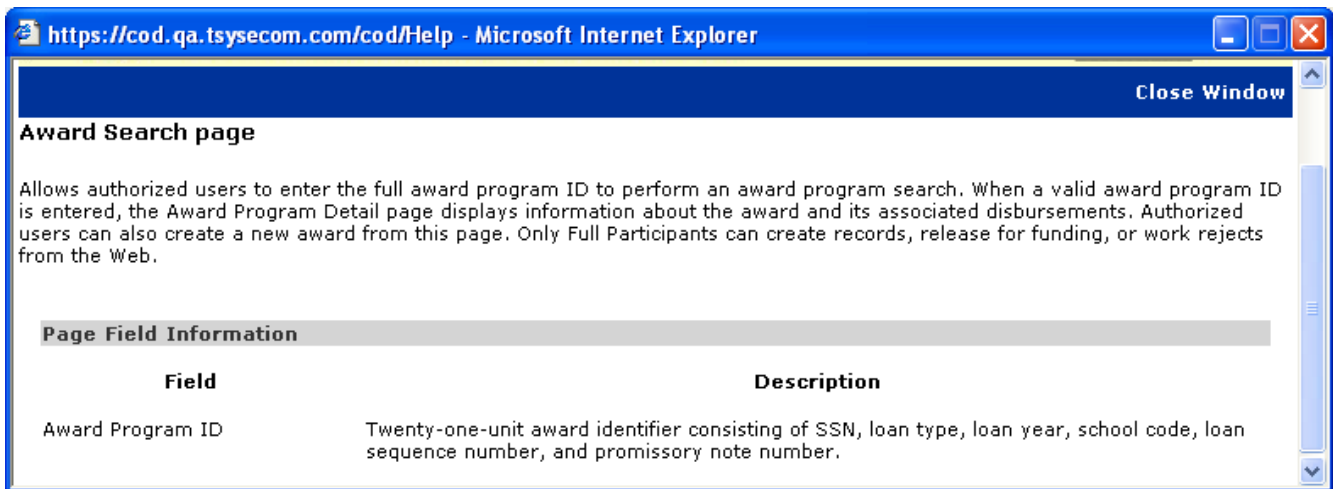 https://cod.qa.tsysecom.com/cod/Help - Microsoft Internet Explorer
Close Window
Award Search page
Allows authorized users to enter the full award program ID to perform an award program search. When a valid award program ID
is entered, the Award Program Detail page displays information about the award and its associated disbursements. Authorized
users can also create a new award from this page. Only Full Participants can create records, release for funding, or work rejects
from the Web.
Page Field Information
Field Description
Award Program ID Twenty-one-unit award identifier consisting of SSN, loan type, loan year, school code, loan
sequence number, and promissory note number.